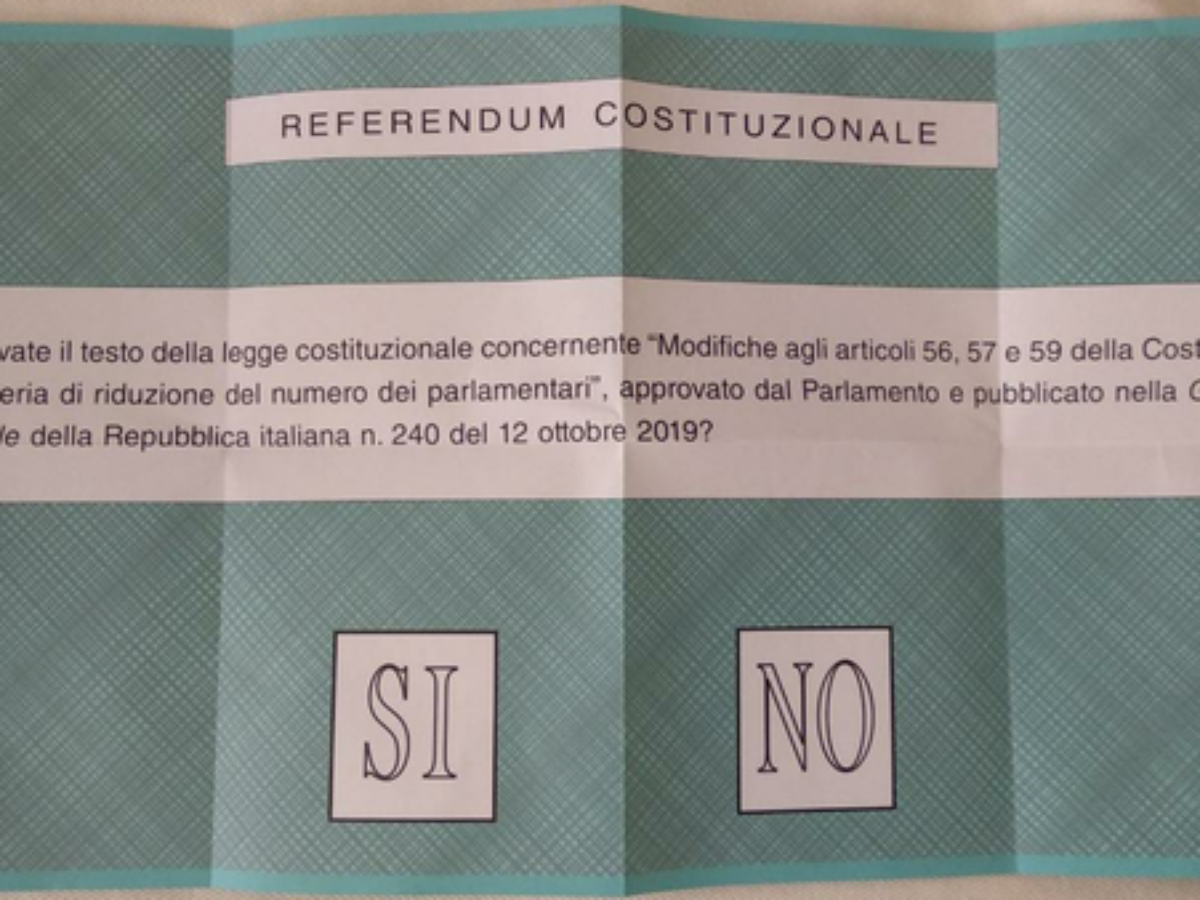 REFERENDUM COSTITUZIONALE
vate il testo della legge costituzionale concernente "Modifiche agli articoli 56, 57 e 59 della Cost
eria di riduzione del numero dei parlamentari", approvato dal Parlamento e pubblicato nella G
le della Repubblica italiana n. 240 del 12 ottobre 2019?
SI NO